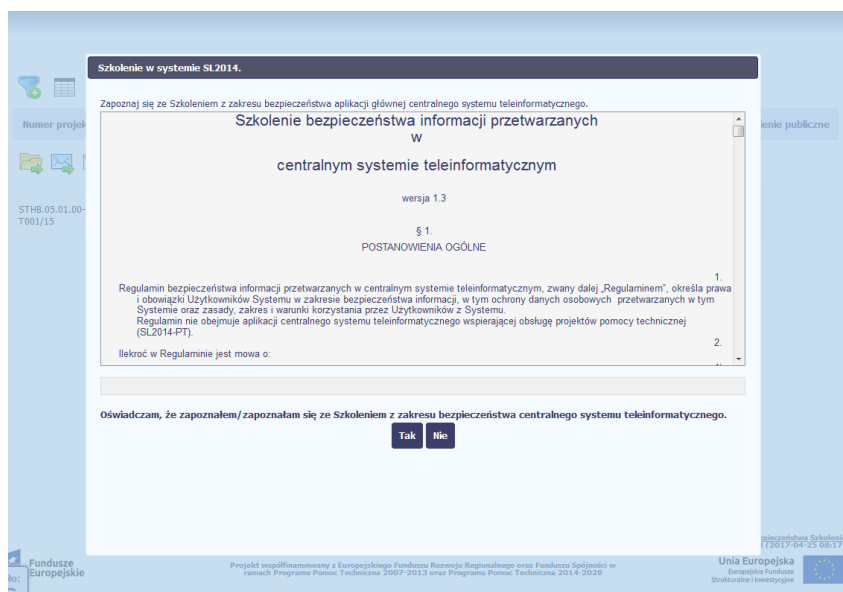 Szkolenie w systemie SL2014.
Zapoznaj się ze Szkoleniem z zakresu bezpieczeństwa aplikacji głównej centralnego systemu teleinformatycznego.
Szkolenie bezpieczeństwa informacji przetwarzanych
w
centralnym systemie teleinformatycznym
wersja 1.3
§ 1.
POSTANOWIENIA OGÓLNE
1.
Regulamin bezpieczeństwa informacji przetwarzanych w centralnym systemie teleinformatycznym, zwany dalej „Regulaminem”, określa prawa
i obowiązki Użytkowników Systemu w zakresie bezpieczeństwa informacji, w tym ochrony danych osobowych przetwarzanych w tym
Systemie oraz zasady, zakres i warunki korzystania przez Użytkowników z Systemu.
Regulamin nie obejmuje aplikacji centralnego systemu teleinformatycznego wspierającej obsługę projektów pomocy technicznej
(SL2014-PT).
2.
Ilekroć w Regulaminie jest mowa o:
Oświadczam, że zapoznałem/zapoznałam się ze Szkoleniem z zakresu bezpieczeństwa centralnego systemu teleinformatycznego.
Tak Nie
Numer projek
enie publiczne
STHB.05.01.00-
T001/15
(2017-04-25 08:17
Fundusze
Europejskie
Projekt współfinansowany z Europejskiego Funduszu Rozwoju Regionalnego oraz Funduszu Spójności w
ramach Programu Pomoc Techniczna 2007-2013 oraz Programu Pomoc Techniczna 2014-2020
Unia Europejska
Europejskie Fundusze
Strukturalne i Inwestycyjne